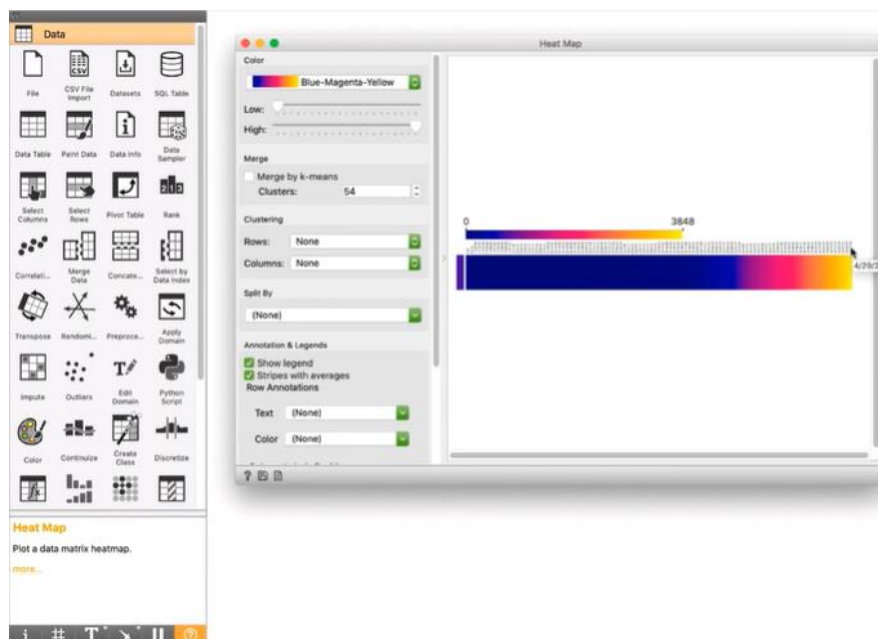 Data
File
CSV File Import
Datasets
SQL Table
Data Table
Paint Data
Data Info
Data Sampler
Select Columns
Select Rows
Pivot Table
Rank
Correlati...
Merge Data
Concate...
Select by Data Index
Transpose
Randomi...
Preproce...
Apply Domain
Impute
Outliers
Edit Domain
Python Script
Color
Continuize
Create Class
Discretize
Heat Map
Plot a data matrix heatmap.
more...
Heat Map
Color
Blue-Magenta-Yellow
Low:
High:
Merge
Merge by k-means
Clusters: 54
Clustering
Rows: None
Columns: None
Split By
(None)
Annotation & Legends
Show legend
Stripes with averages
Row Annotations
Text (None)
Color (None)
0 3848